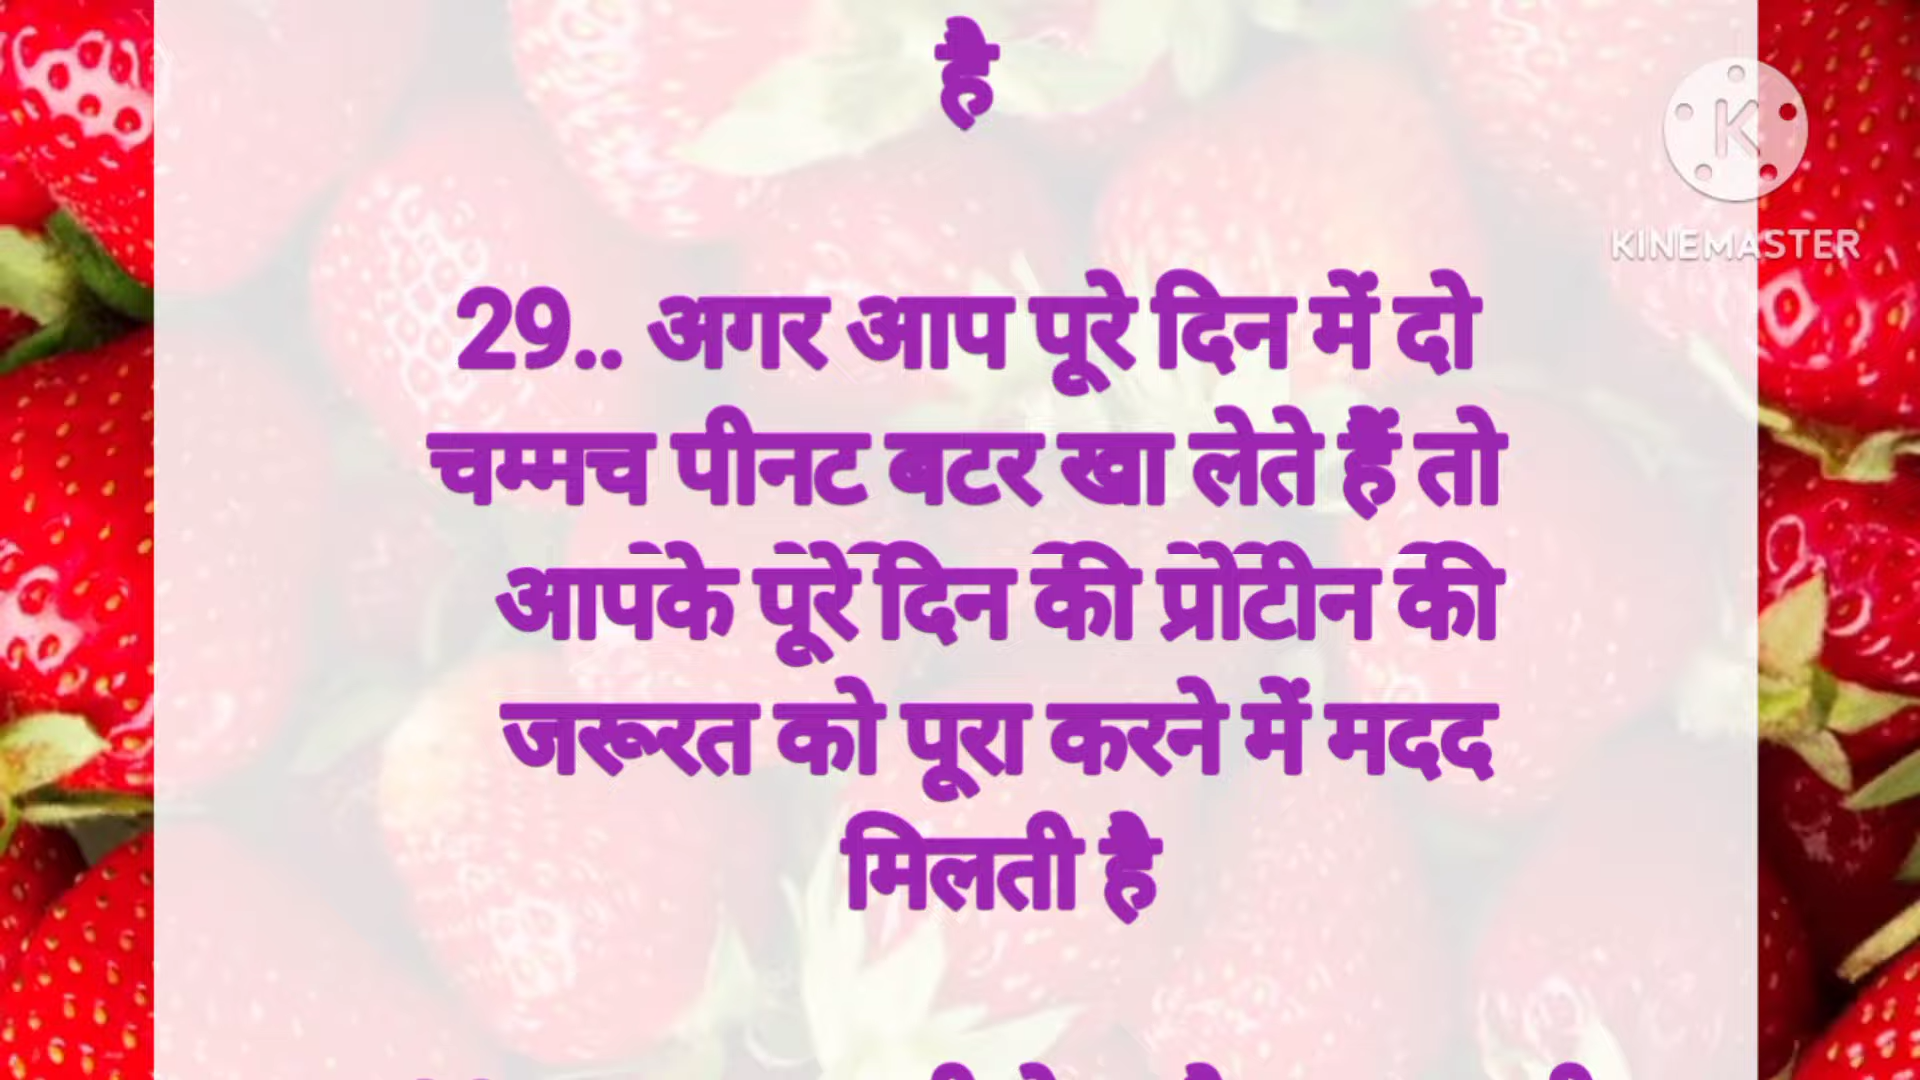 है
KINEMASTER
29.. अगर आप पूरे दिन में दो
चम्मच पीनट बटर खा लेते हैं तो
आपके पूरे दिन की प्रोटीन की
जरूरत को पूरा करने में मदद
मिलती है